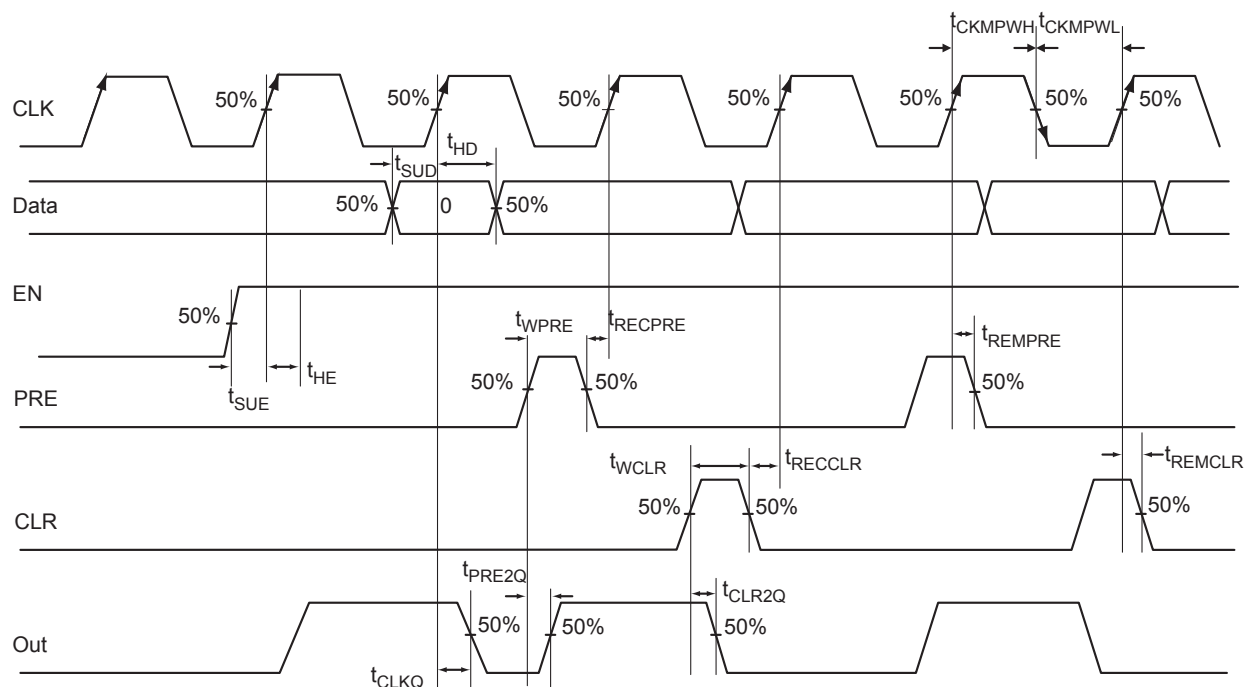 tCKMPWH tCKMPWL
CLK
50% 50% 50% 50% 50% 50% 50%
tSUD tHD
Data
50% 0 50%
EN
50%
tSUE tHE
tWPRE tRECPRE
tREMPRE
PRE
50% 50% 50%
tWCLR tRECCLR
tREMCLR
CLR
50% 50% 50%
tPRE2Q
tCLR2Q
Out
50% 50% 50%
tCLKQ